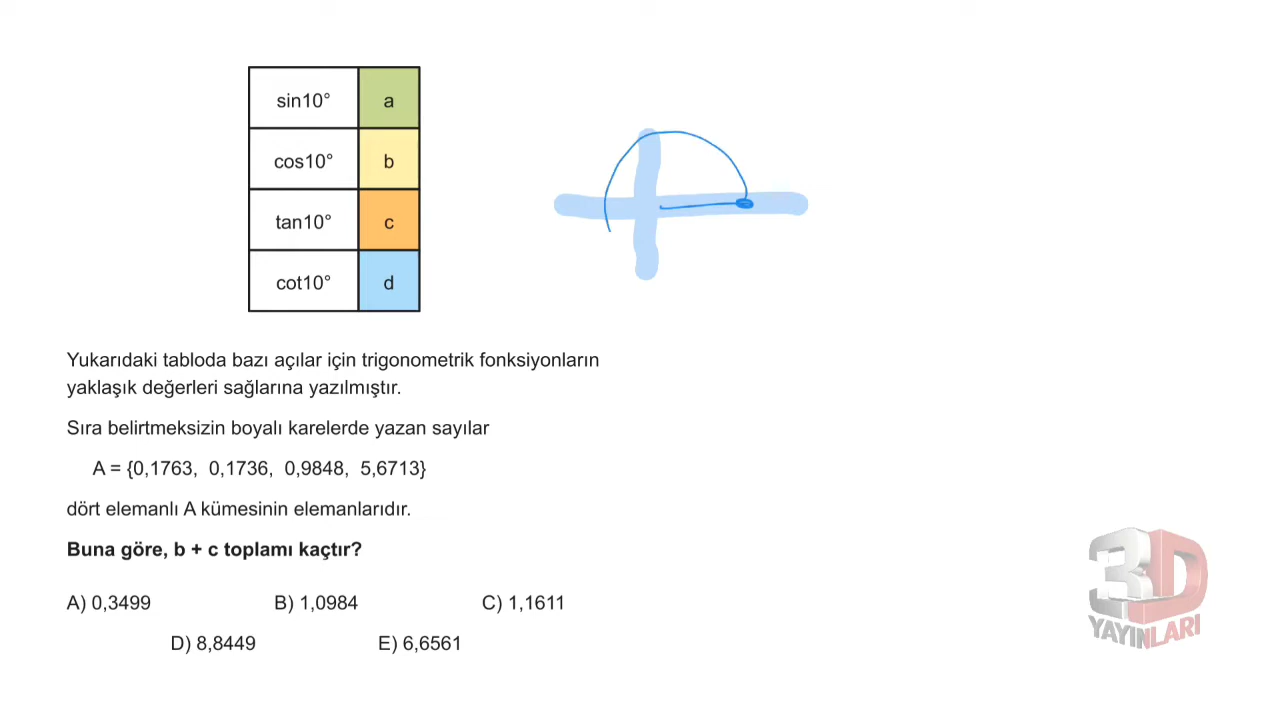 sin10° a
cos10° b
tan10° c
cot10° d
Yukarıdaki tabloda bazı açılar için trigonometrik fonksiyonların
yaklaşık değerleri sağlarına yazılmıştır.
Sıra belirtmeksizin boyalı karelerde yazan sayılar
A = {0,1763, 0,1736, 0,9848, 5,6713}
dört elemanlı A kümesinin elemanlarıdır.
Buna göre, b + c toplamı kaçtır?
A) 0,3499 B) 1,0984 C) 1,1611
D) 8,8449 E) 6,6561
3D
YAYINLARI